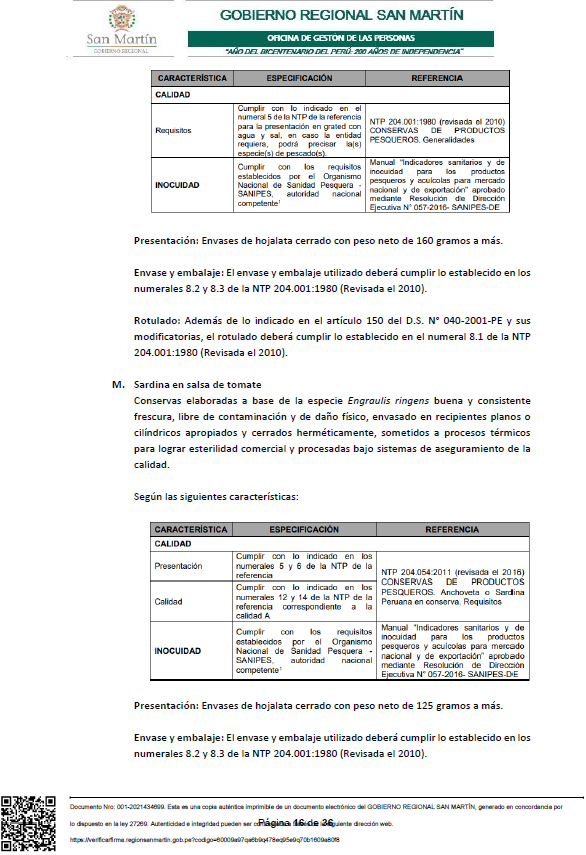 San Martín
GOBIERNO REGIONAL
GOBIERNO REGIONAL SAN MARTÍN
OFICINA DE GESTIÓN DE LAS PERSONAS
"AÑO DEL BICENTENARIO DEL PERÚ: 200 AÑOS DE INDEPENDENCIA"
CARACTERÍSTICA ESPECIFICACIÓN REFERENCIA
CALIDAD
Requisitos
Cumplir con lo indicado en el
numeral 5 de la NTP de la referencia
para la presentación en grated con
agua y sal, en caso la entidad
requiera, podrá precisar la(s)
especie(s) de pescado(s).
NTP 204.001:1980 (revisada el 2010)
CONSERVAS DE PRODUCTOS
PESQUEROS. Generalidades
INOCUIDAD
Cumplir con los requisitos
establecidos por el Organismo
Nacional de Sanidad Pesquera -
SANIPES, autoridad nacional
competente¹
Manual "Indicadores sanitarios y de
inocuidad para los productos
pesqueros y acuícolas para mercado
nacional y de exportación" aprobado
mediante Resolución de Dirección
Ejecutiva N° 057-2016- SANIPES-DE
Presentación: Envases de hojalata cerrado con peso neto de 160 gramos a más.
Envase y embalaje: El envase y embalaje utilizado deberá cumplir lo establecido en los
numerales 8.2 y 8.3 de la NTP 204.001:1980 (Revisada el 2010).
Rotulado: Además de lo indicado en el artículo 150 del D.S. N° 040-2001-PE y sus
modificatorias, el rotulado deberá cumplir lo establecido en el numeral 8.1 de la NTP
204.001:1980 (Revisada el 2010).
M. Sardina en salsa de tomate
Conservas elaboradas a base de la especie Engraulis ringens buena y consistente
frescura, libre de contaminación y de daño físico, envasado en recipientes planos o
cilíndricos apropiados y cerrados herméticamente, sometidos a procesos térmicos
para lograr esterilidad comercial y procesadas bajo sistemas de aseguramiento de la
calidad.
Según las siguientes características:
CARACTERÍSTICA ESPECIFICACIÓN REFERENCIA
CALIDAD
Presentación
Cumplir con lo indicado en los
numerales 5 y 6 de la NTP de la
referencia
Calidad
Cumplir con lo indicado en los
numerales 12 y 14 de la NTP de la
referencia correspondiente a la
calidad A
NTP 204.054:2011 (revisada el 2016)
CONSERVAS DE PRODUCTOS
PESQUEROS. Anchoveta o Sardina
Peruana en conserva. Requisitos
INOCUIDAD
Cumplir con los requisitos
establecidos por el Organismo
Nacional de Sanidad Pesquera -
SANIPES, autoridad nacional
competente¹
Manual "Indicadores sanitarios y de
inocuidad para los productos
pesqueros y acuícolas para mercado
nacional y de exportación" aprobado
mediante Resolución de Dirección
Ejecutiva N° 057-2016- SANIPES-DE
Presentación: Envases de hojalata cerrado con peso neto de 125 gramos a más.
Envase y embalaje: El envase y embalaje utilizado deberá cumplir lo establecido en los
numerales 8.2 y 8.3 de la NTP 204.001:1980 (Revisada el 2010).
Documento Nro: 001-2021434699. Esta es una copia auténtica imprimible de un documento electrónico del GOBIERNO REGIONAL SAN MARTÍN, generado en concordancia por
lo dispuesto en la ley 27269. Autenticidad e integridad pueden ser dirección web.
Página 16 de 36
https://verificarfirma.regionsanmartin.gob.pe?codigo=60009a97qa6b9q478eq95e9q70b1609a80f8